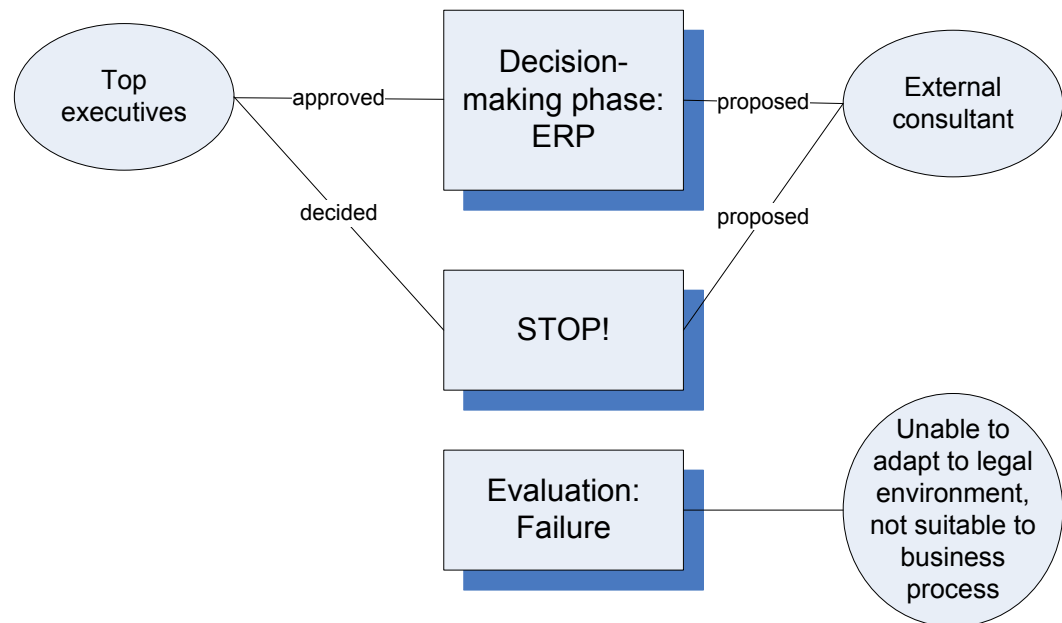 Top
executives
approved
Decision-
making phase:
ERP
proposed
External
consultant
decided
proposed
STOP!
Evaluation:
Failure
Unable to
adapt to legal
environment,
not suitable to
business
process